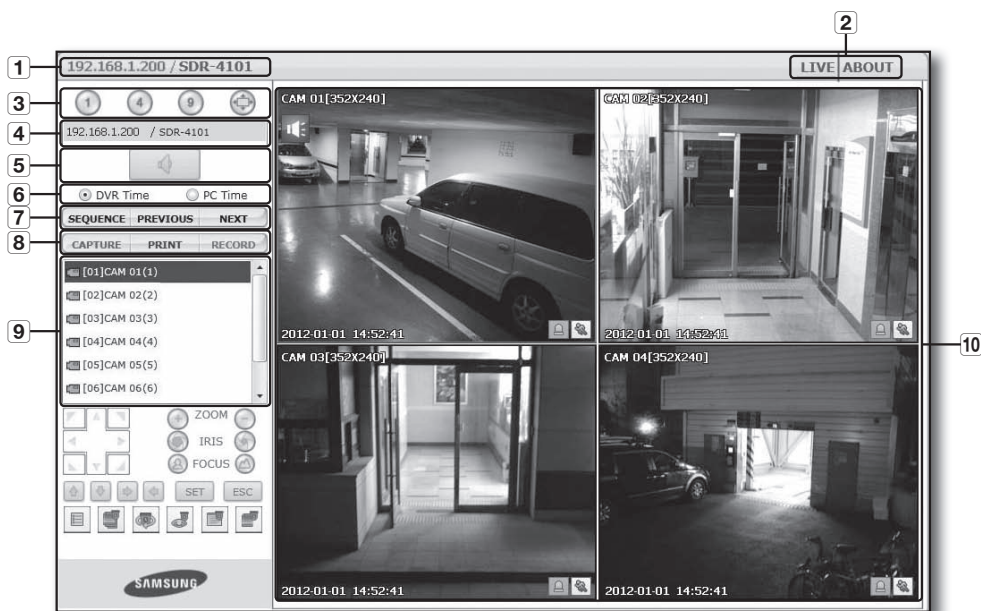 2
1
192.168.1.200 / SDR-4101
LIVE ABOUT
3
1 4 9
4
192.168.1.200 / SDR-4101
5
6
DVR Time PC Time
7
SEQUENCE PREVIOUS NEXT
8
CAPTURE PRINT RECORD
9
[01]CAM 01(1)
[02]CAM 02(2)
[03]CAM 03(3)
[04]CAM 04(4)
[05]CAM 05(5)
[06]CAM 06(6)
ZOOM
IRIS
FOCUS
SET ESC
SAMSUNG
CAM 01[352X240]
2012-01-01 14:52:41
CAM 02[352X240]
2012-01-01 14:52:41
CAM 03[352X240]
2012-01-01 14:52:41
CAM 04[352X240]
2012-01-01 14:52:41
10